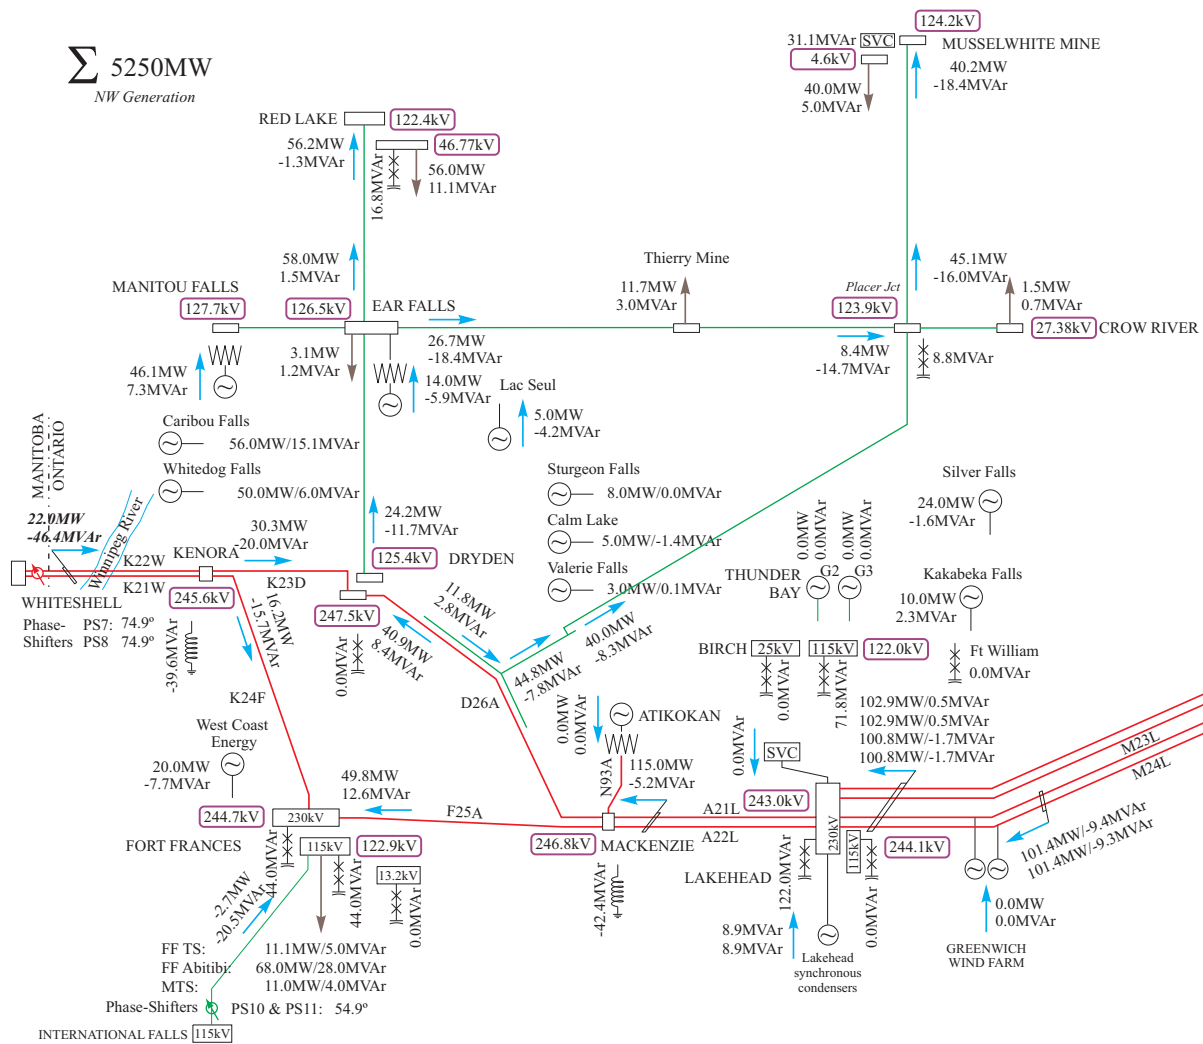 Σ 5250MW
NW Generation
124.2kV
31.1MVAr
SVC
MUSSELWHITE MINE
4.6kV
40.2MW
-18.4MVAr
40.0MW
5.0MVAr
RED LAKE
122.4kV
56.2MW
-1.3MVAr
46.77kV
16.8MVAr
56.0MW
11.1MVAr
58.0MW
1.5MVAr
Thierry Mine
11.7MW
3.0MVAr
45.1MW
-16.0MVAr
Placer Jct
123.9kV
1.5MW
0.7MVAr
27.38kV
CROW RIVER
MANITOU FALLS
127.7kV
126.5kV
EAR FALLS
26.7MW
-18.4MVAr
8.4MW
-14.7MVAr
8.8MVAr
46.1MW
7.3MVAr
3.1MW
1.2MVAr
14.0MW
-5.9MVAr
Lac Seul
5.0MW
-4.2MVAr
Caribou Falls
56.0MW/15.1MVAr
Whitedog Falls
50.0MW/6.0MVAr
MANITOBA
ONTARIO
Winnipeg River
22.0MW
-46.4MVAr
K22W
K21W
KENORA
30.3MW
-20.0MVAr
K23D
24.2MW
-11.7MVAr
125.4kV
DRYDEN
Sturgeon Falls
8.0MW/0.0MVAr
Calm Lake
5.0MW/-1.4MVAr
Valerie Falls
3.0MW/0.1MVAr
Silver Falls
24.0MW
-1.6MVAr
0.0MW
0.0MVAr
0.0MW
0.0MVAr
THUNDER
BAY
G2
G3
Kakabeka Falls
10.0MW
2.3MVAr
WHITESHELL
Phase-
Shifters
PS7: 74.9º
PS8 74.9º
245.6kV
-39.6MVAr
16.2MW
-15.7MVAr
247.5kV
0.0MVAr
40.9MW
8.4MVAr
11.8MW
2.8MVAr
44.8MW
-7.8MVAr
40.0MW
-8.3MVAr
BIRCH
25kV
115kV
122.0kV
0.0MVAr
71.8MVAr
Ft William
0.0MVAr
K24F
D26A
West Coast
Energy
20.0MW
-7.7MVAr
49.8MW
12.6MVAr
F25A
0.0MW
0.0MVAr
ATIKOKAN
N93A
115.0MW
-5.2MVAr
0.0MVAr
SVC
102.9MW/0.5MVAr
102.9MW/0.5MVAr
100.8MW/-1.7MVAr
100.8MW/-1.7MVAr
M23L
M24L
244.7kV
230kV
FORT FRANCES
115kV
122.9kV
44.0MVAr
44.0MVAr
13.2kV
0.0MVAr
246.8kV
MACKENZIE
-42.4MVAr
A21L
A22L
243.0kV
230kV
115kV
244.1kV
LAKEHEAD
122.0MVAr
0.0MVAr
101.4MW/-9.4MVAr
101.4MW/-9.3MVAr
0.0MW
0.0MVAr
GREENWICH
WIND FARM
8.9MVAr
8.9MVAr
Lakehead
synchronous
condensers
-2.7MW
-20.5MVAr
FF TS: 11.1MW/5.0MVAr
FF Abitibi: 68.0MW/28.0MVAr
MTS: 11.0MW/4.0MVAr
Phase-Shifters
PS10 & PS11: 54.9º
INTERNATIONAL FALLS
115kV